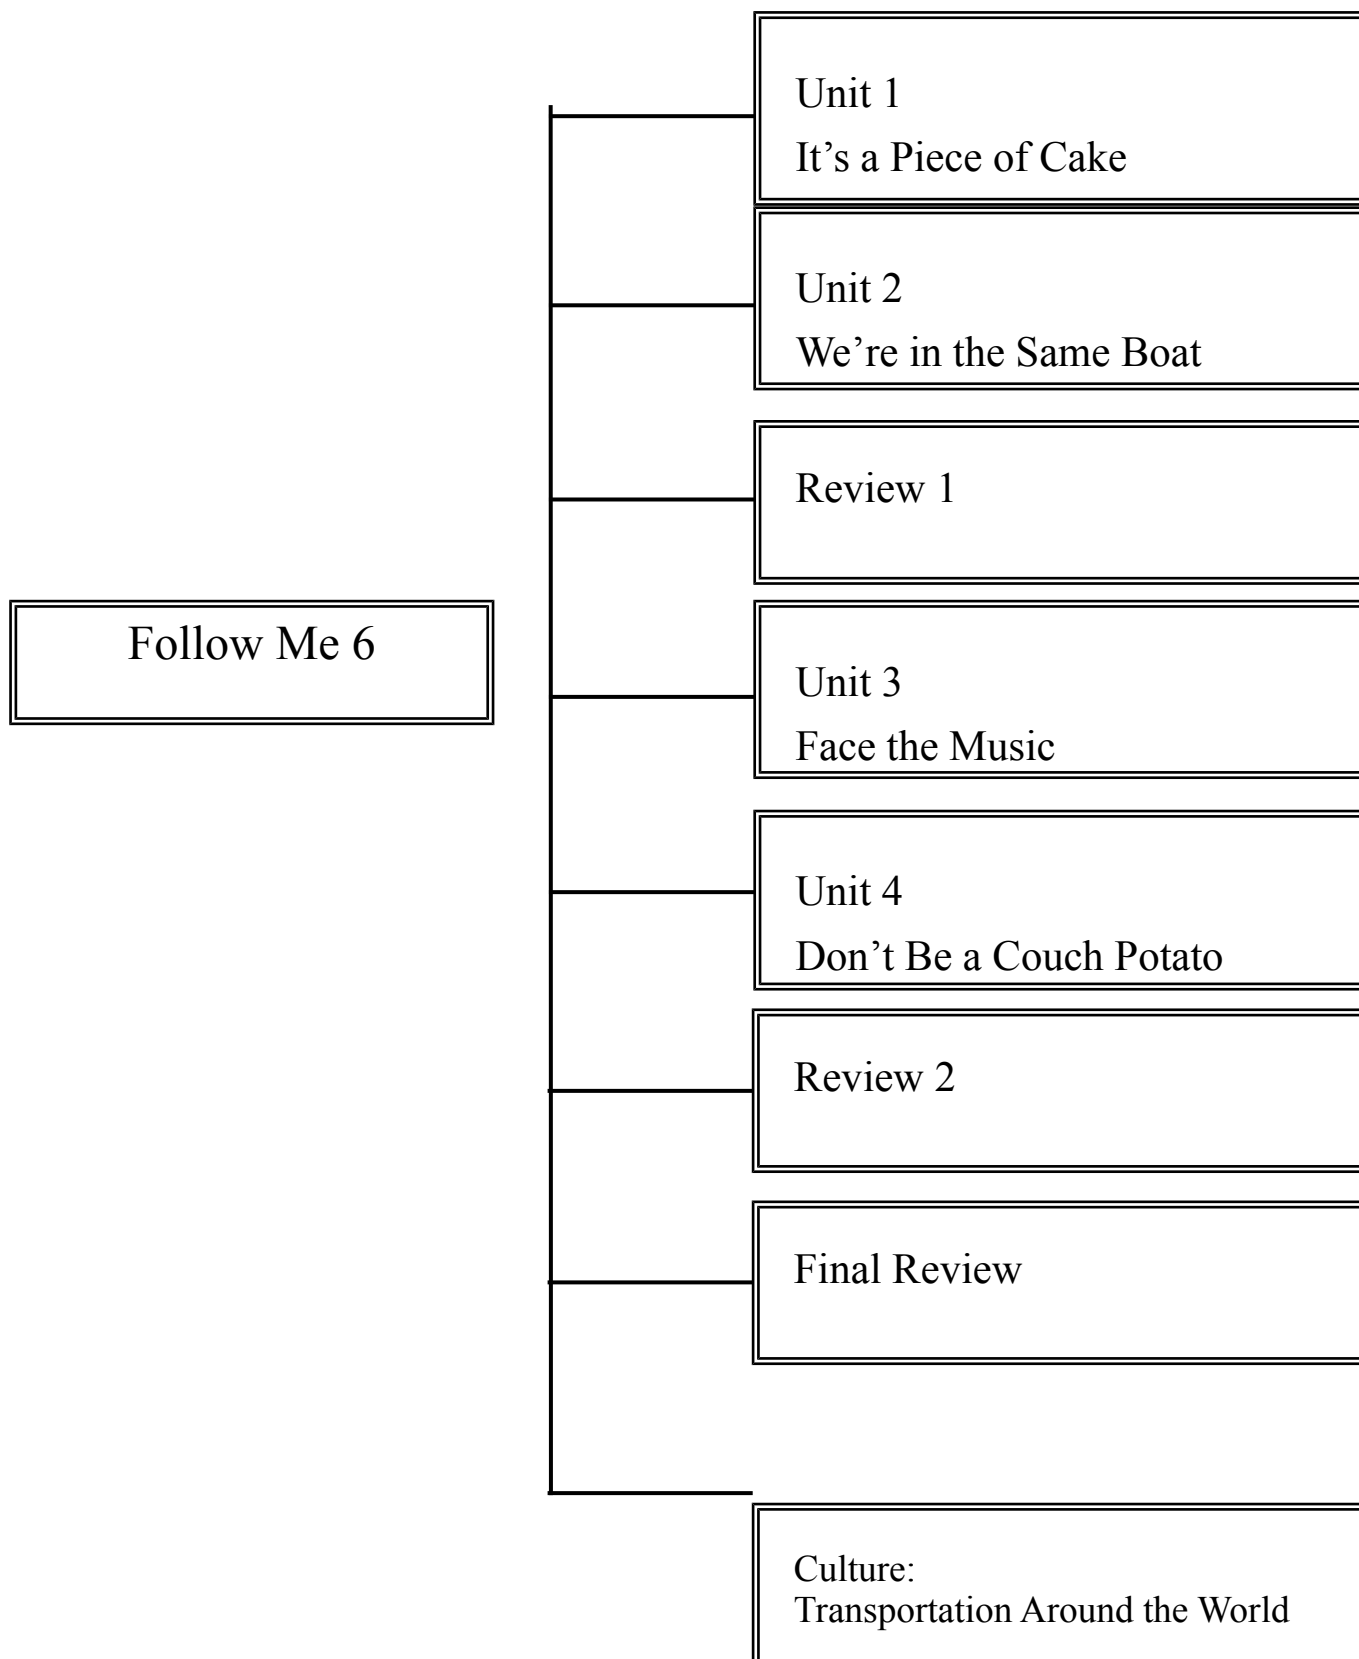 Unit 1
It’s a Piece of Cake
Unit 2
We’re in the Same Boat
Review 1
Follow Me 6
Unit 3
Face the Music
Unit 4
Don’t Be a Couch Potato
Review 2
Final Review
Culture:
Transportation Around the World